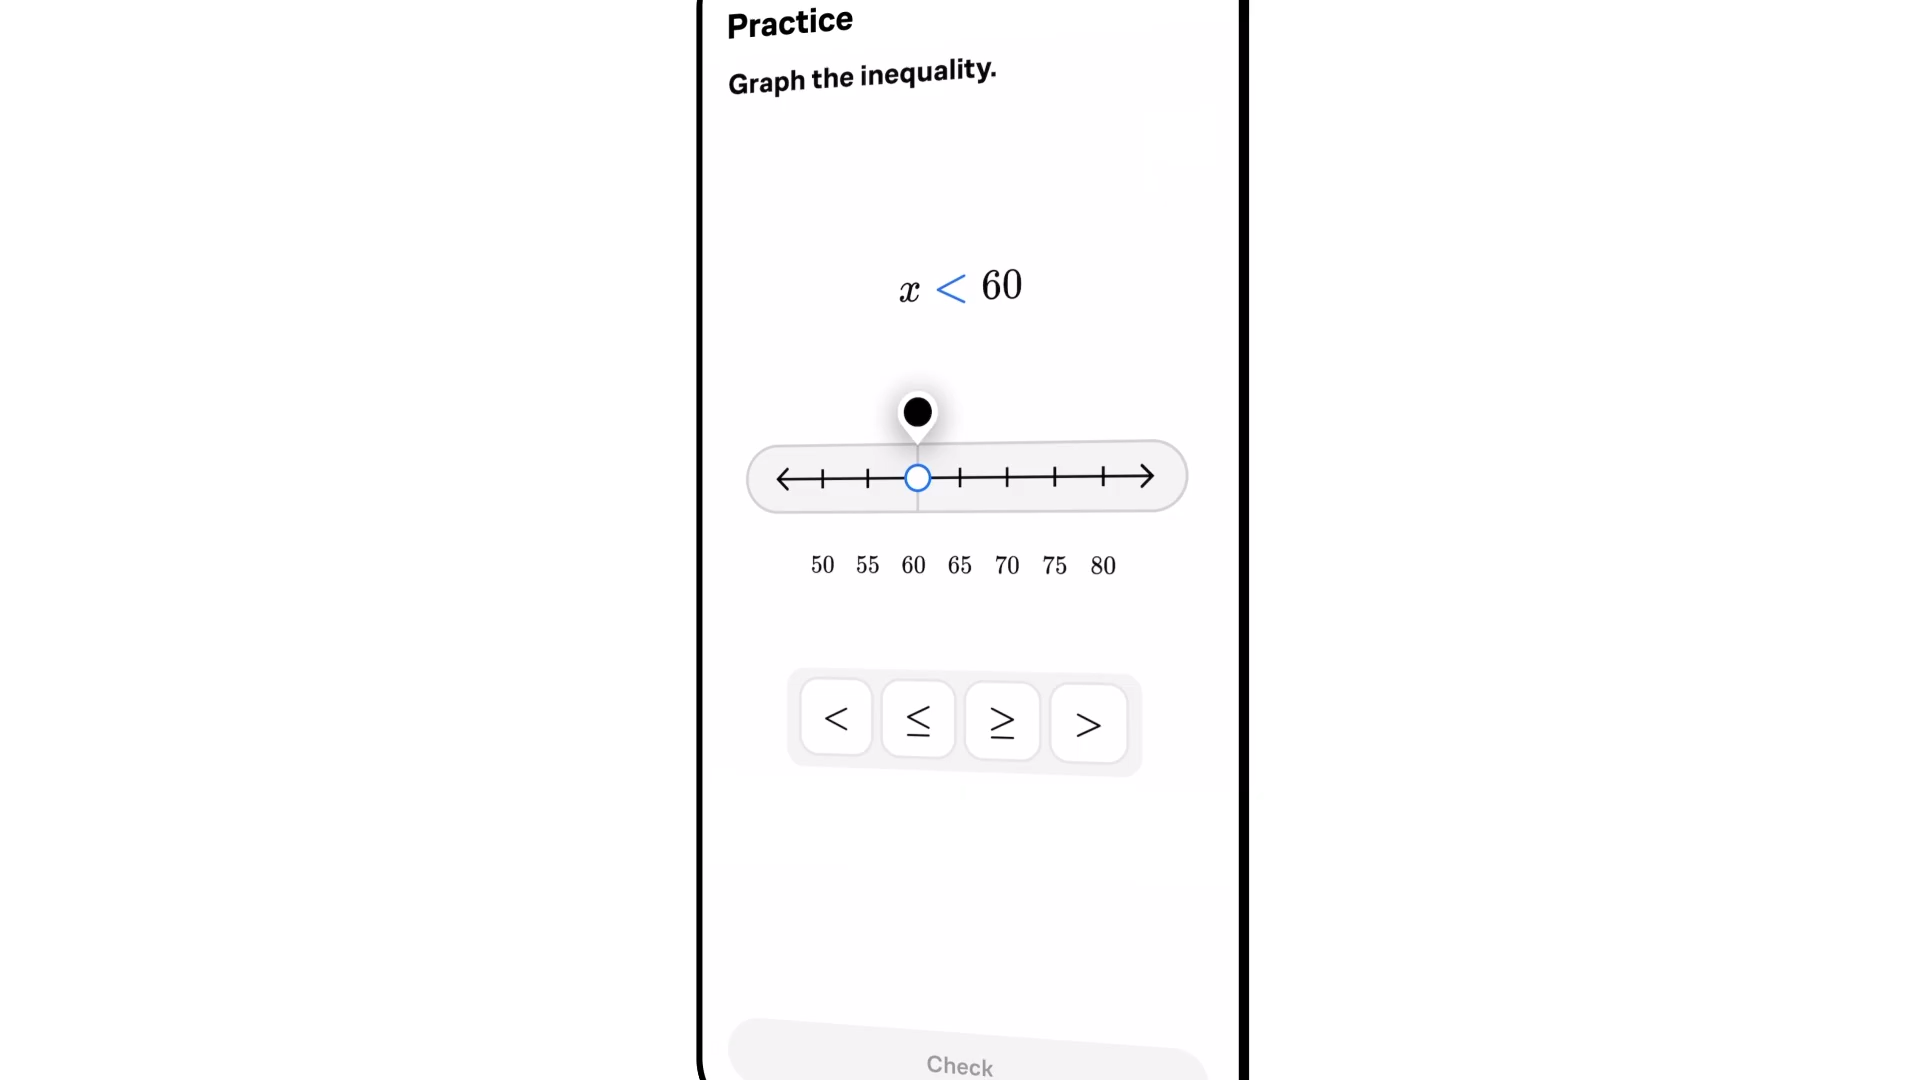 Practice
Graph the inequality.
x < 60
50 55 60 65 70 75 80
< ≤ ≥ >
Check